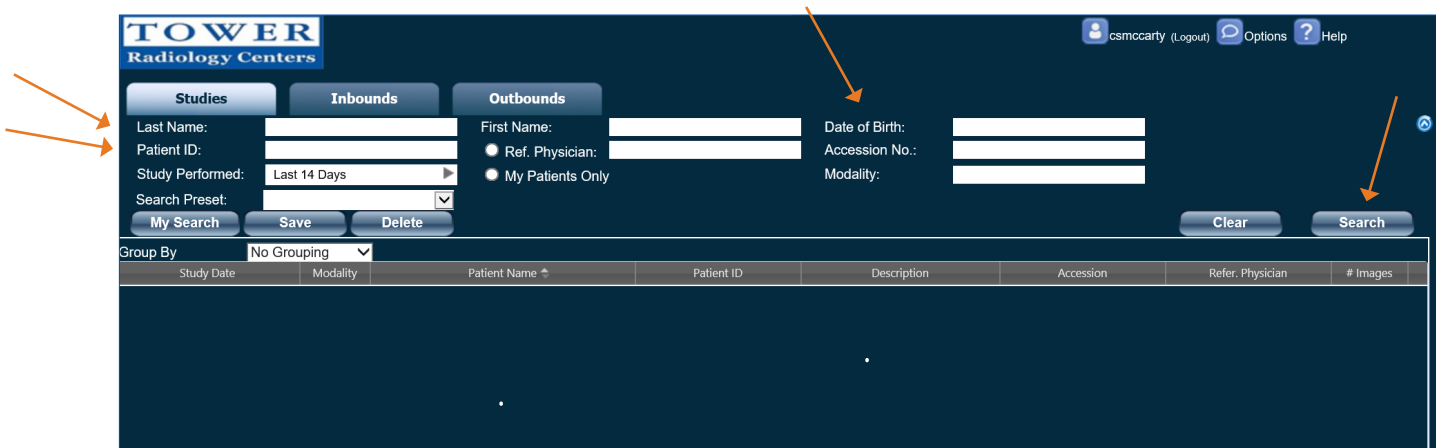 TOWER
Radiology Centers
csmccarty (Logout) Options ? Help
Studies Inbounds Outbounds
Last Name: First Name: Date of Birth:
Patient ID: Ref. Physician: Accession No.:
Study Performed: Last 14 Days My Patients Only Modality:
Search Preset:
My Search Save Delete Clear Search
Group By No Grouping
Study Date Modality Patient Name Patient ID Description Accession Refer. Physician # Images